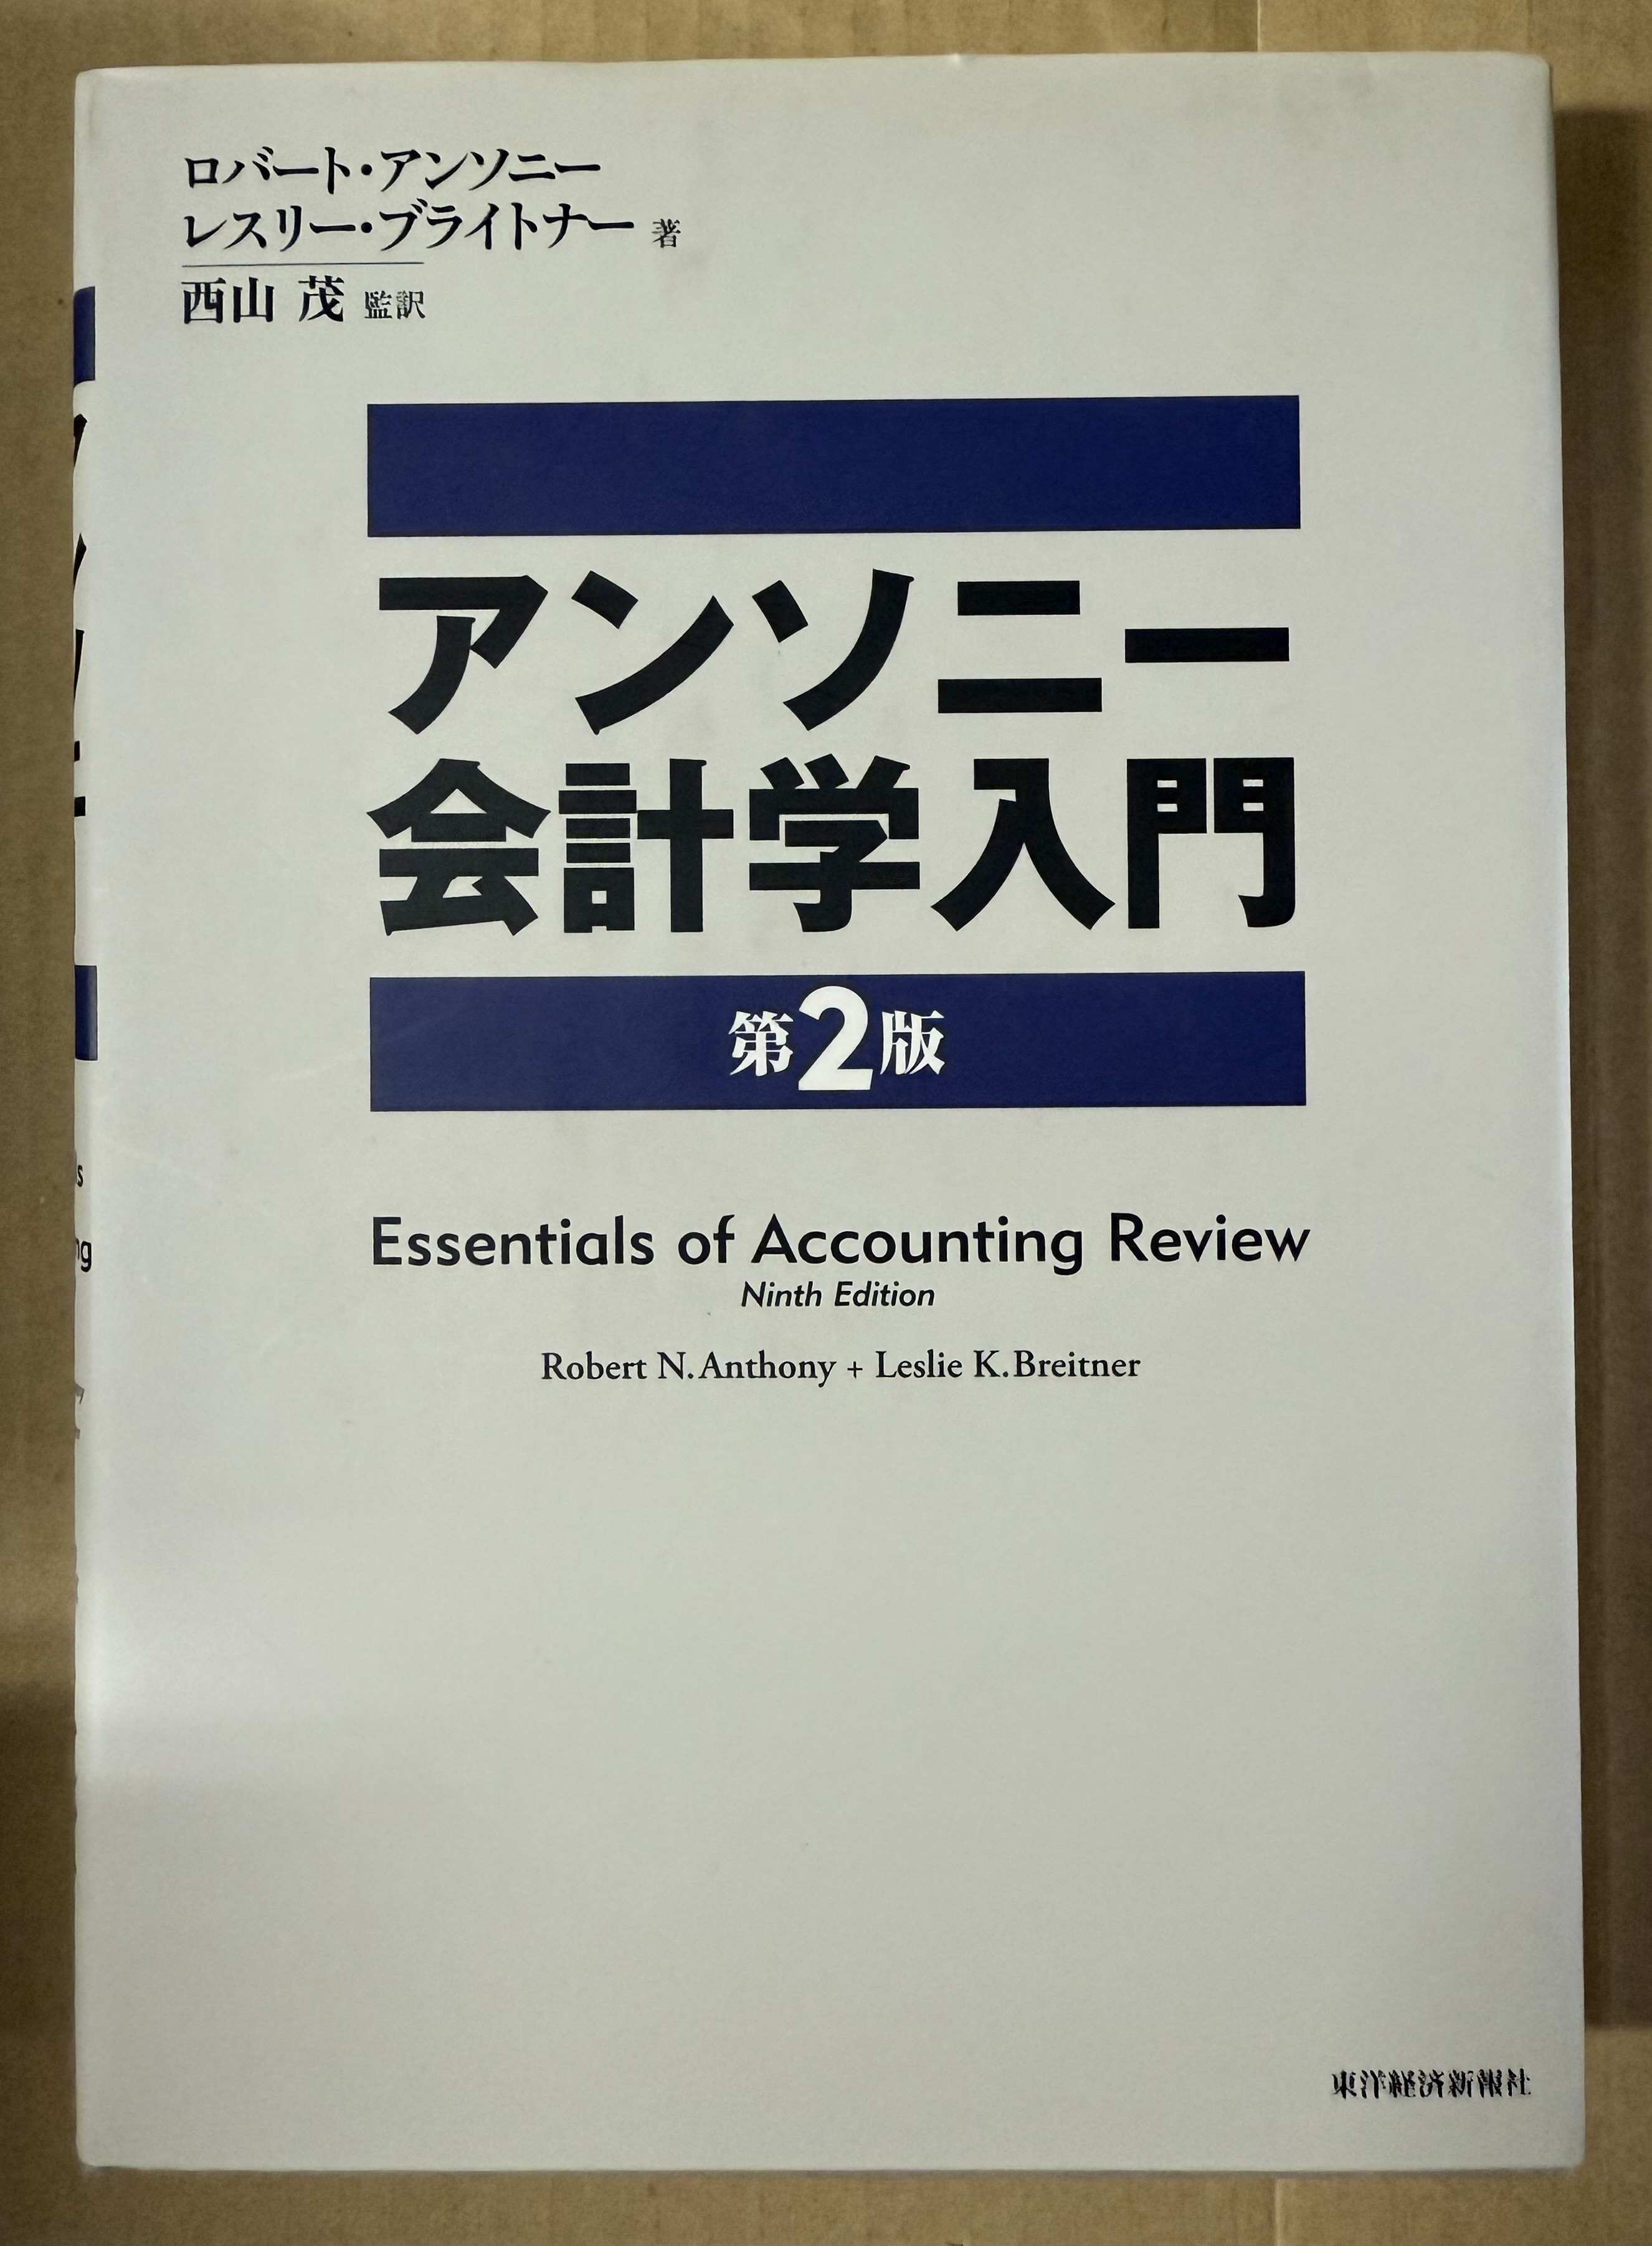 ロバート・アンソニー
レスリー・ブライトナー 著
西山 茂 監訳
アンソニー
会計学入門
第2版
Essentials of Accounting Review
Ninth Edition
Robert N. Anthony + Leslie K. Breitner
東洋経済新報社